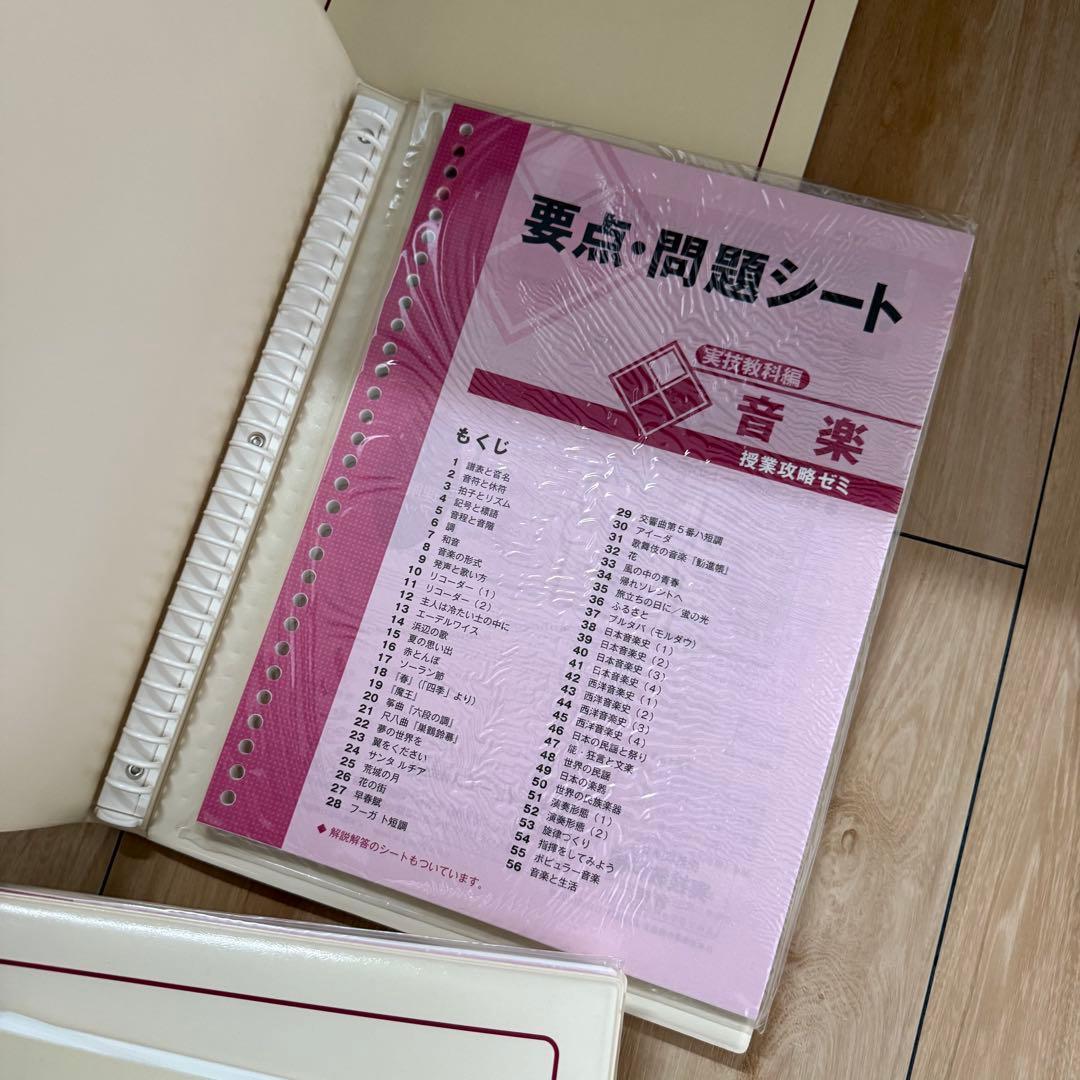 要点・問題シート
実技教科編
音楽
授業攻略ゼミ
もくじ
1 譜表と音名
2 音符と休符
3 拍子とリズム
4 記号と標語
5 音程と音階
6 調
7 和音
8 音楽の形式
9 発声と歌い方
10 リコーダー（1）
11 リコーダー（2）
12 主人は冷たい土の中に
13 エーデルワイス
14 浜辺の歌
15 夏の思い出
16 赤とんぼ
17 ソーラン節
18 「春」（「四季」より）
19 「魔王」
20 筝曲「六段の調」
21 尺八曲「巣鶴鈴慕」
22 夢の世界を
23 翼をください
24 サンタ ルチア
25 荒城の月
26 花の街
27 早春賦
28 フーガ ト短調
29 交響曲第5番ハ短調
30 アイーダ
31 歌舞伎の音楽「勧進帳」
32 花
33 風の中の青春
34 帰れソレントへ
35 旅立ちの日に／蛍の光
36 ふるさと
37 ブルタバ（モルダウ）
38 日本音楽史（1）
39 日本音楽史（2）
40 日本音楽史（3）
41 日本音楽史（4）
42 西洋音楽史（1）
43 西洋音楽史（2）
44 西洋音楽史（3）
45 西洋音楽史（4）
46 日本の民謡と祭り
47 能・狂言と文楽
48 世界の民謡
49 日本の楽器
50 世界の民族楽器
51 演奏形態（1）
52 演奏形態（2）
53 旋律づくり
54 指揮をしてみよう
55 ポピュラー音楽
56 音楽と生活
◆解説解答のシートもついています。